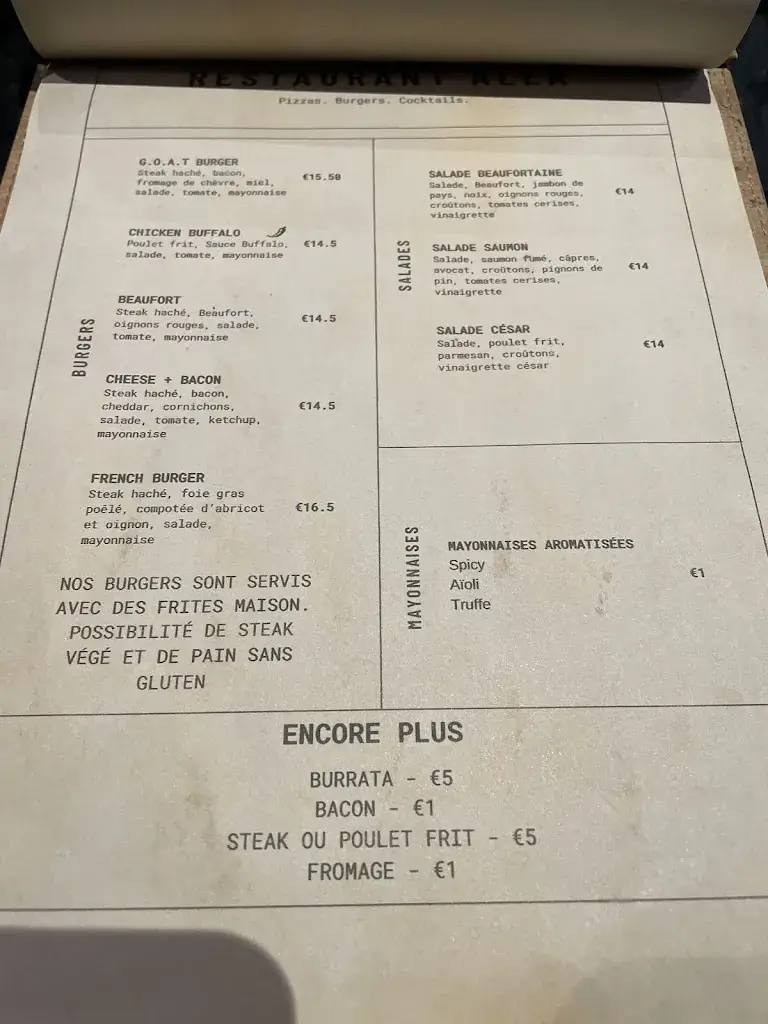 RESTAURANT
Pizzas. Burgers. Cocktails.
BURGERS
G.O.A.T BURGER
Steak haché, bacon,
fromage de chèvre, miel,
salade, tomate, mayonnaise
€15.50
CHICKEN BUFFALO
Poulet frit, Sauce Buffalo,
salade, tomate, mayonnaise
€14.5
BEAUFORT
Steak haché, Beaufort,
oignons rouges, salade,
tomate, mayonnaise
€14.5
CHEESE + BACON
Steak haché, bacon,
cheddar, cornichons,
salade, tomate, ketchup,
mayonnaise
€14.5
FRENCH BURGER
Steak haché, foie gras
poêlé, compotée d'abricot
et oignon, salade,
mayonnaise
€16.5
NOS BURGERS SONT SERVIS
AVEC DES FRITES MAISON.
POSSIBILITÉ DE STEAK
VÉGÉ ET DE PAIN SANS
GLUTEN
SALADES
SALADE BEAUFORTAINE
Salade, Beaufort, jambon de
pays, noix, oignons rouges,
croûtons, tomates cerises,
vinaigrette
€14
SALADE SAUMON
Salade, saumon fumé, câpres,
avocat, croûtons, pignons de
pin, tomates cerises,
vinaigrette
€14
SALADE CÉSAR
Salade, poulet frit,
parmesan, croûtons,
vinaigrette césar
€14
MAYONNAISES
MAYONNAISES AROMATISÉES
Spicy
Aïoli
Truffe
€1
ENCORE PLUS
BURRATA - €5
BACON - €1
STEAK OU POULET FRIT - €5
FROMAGE - €1